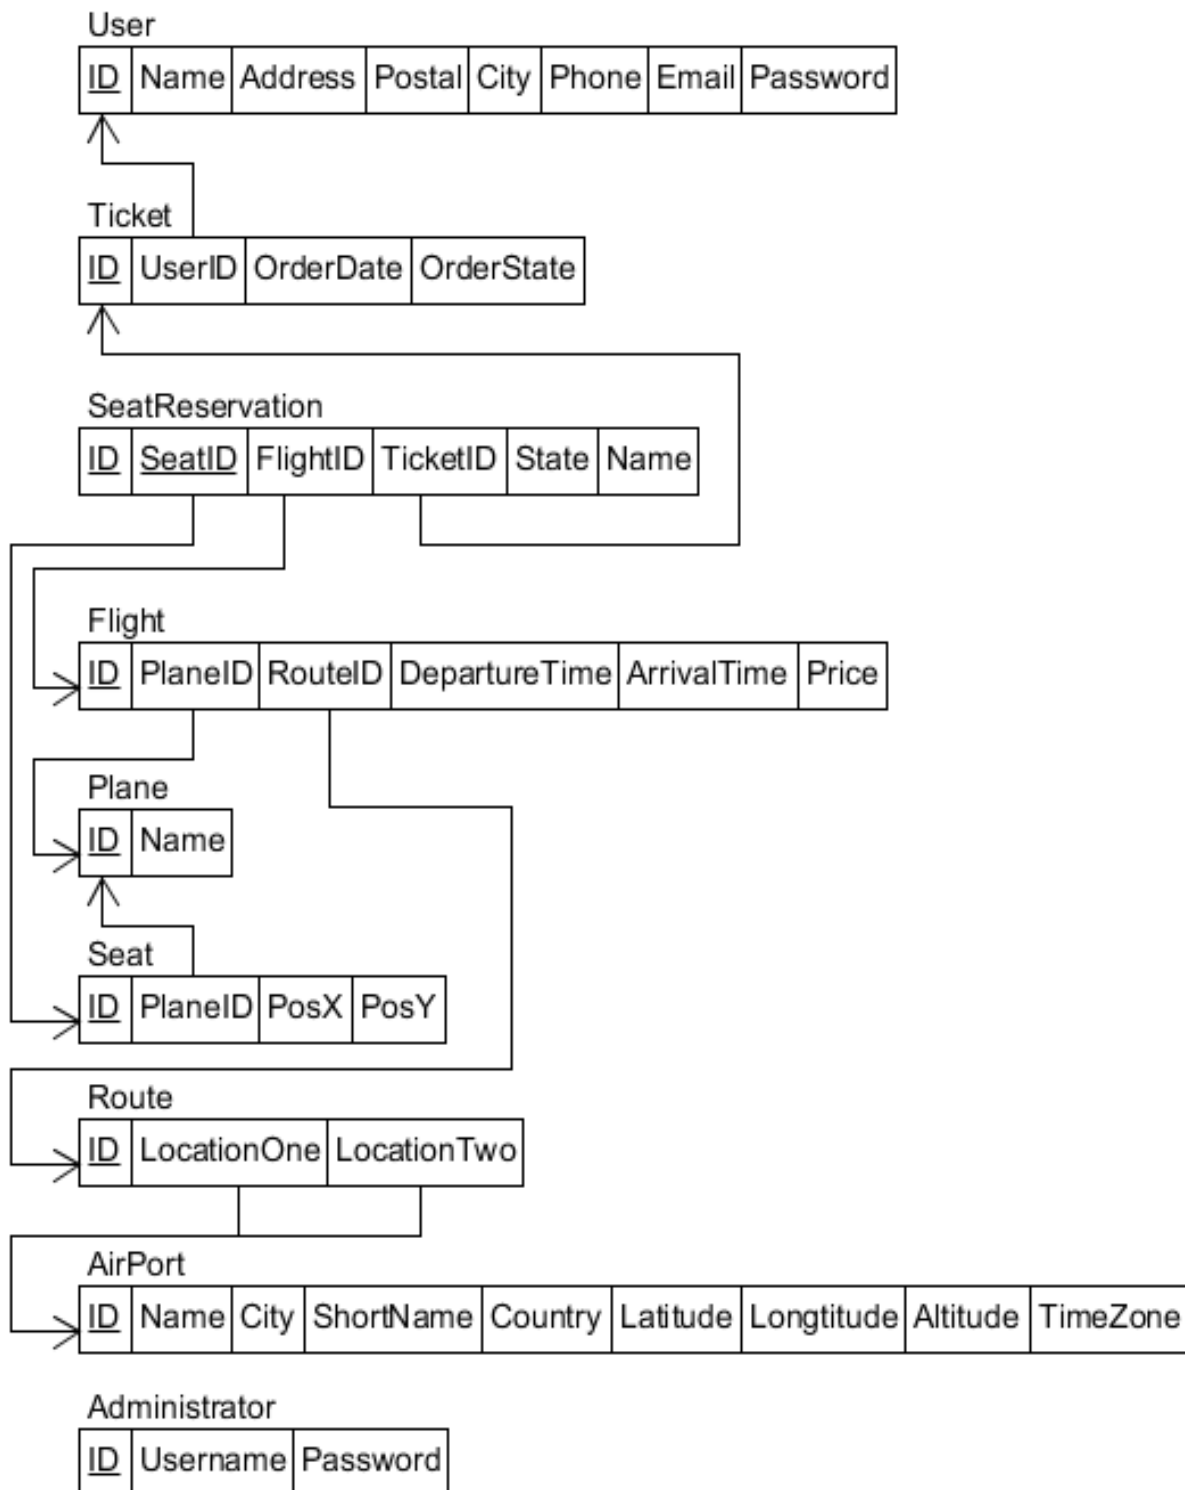 User
ID Name Address Postal City Phone Email Password
Ticket
ID UserID OrderDate OrderState
SeatReservation
ID SeatID FlightID TicketID State Name
Flight
ID PlaneID RouteID DepartureTime ArrivalTime Price
Plane
ID Name
Seat
ID PlaneID PosX PosY
Route
ID LocationOne LocationTwo
AirPort
ID Name City ShortName Country Latitude Longtitude Altitude TimeZone
Administrator
ID Username Password